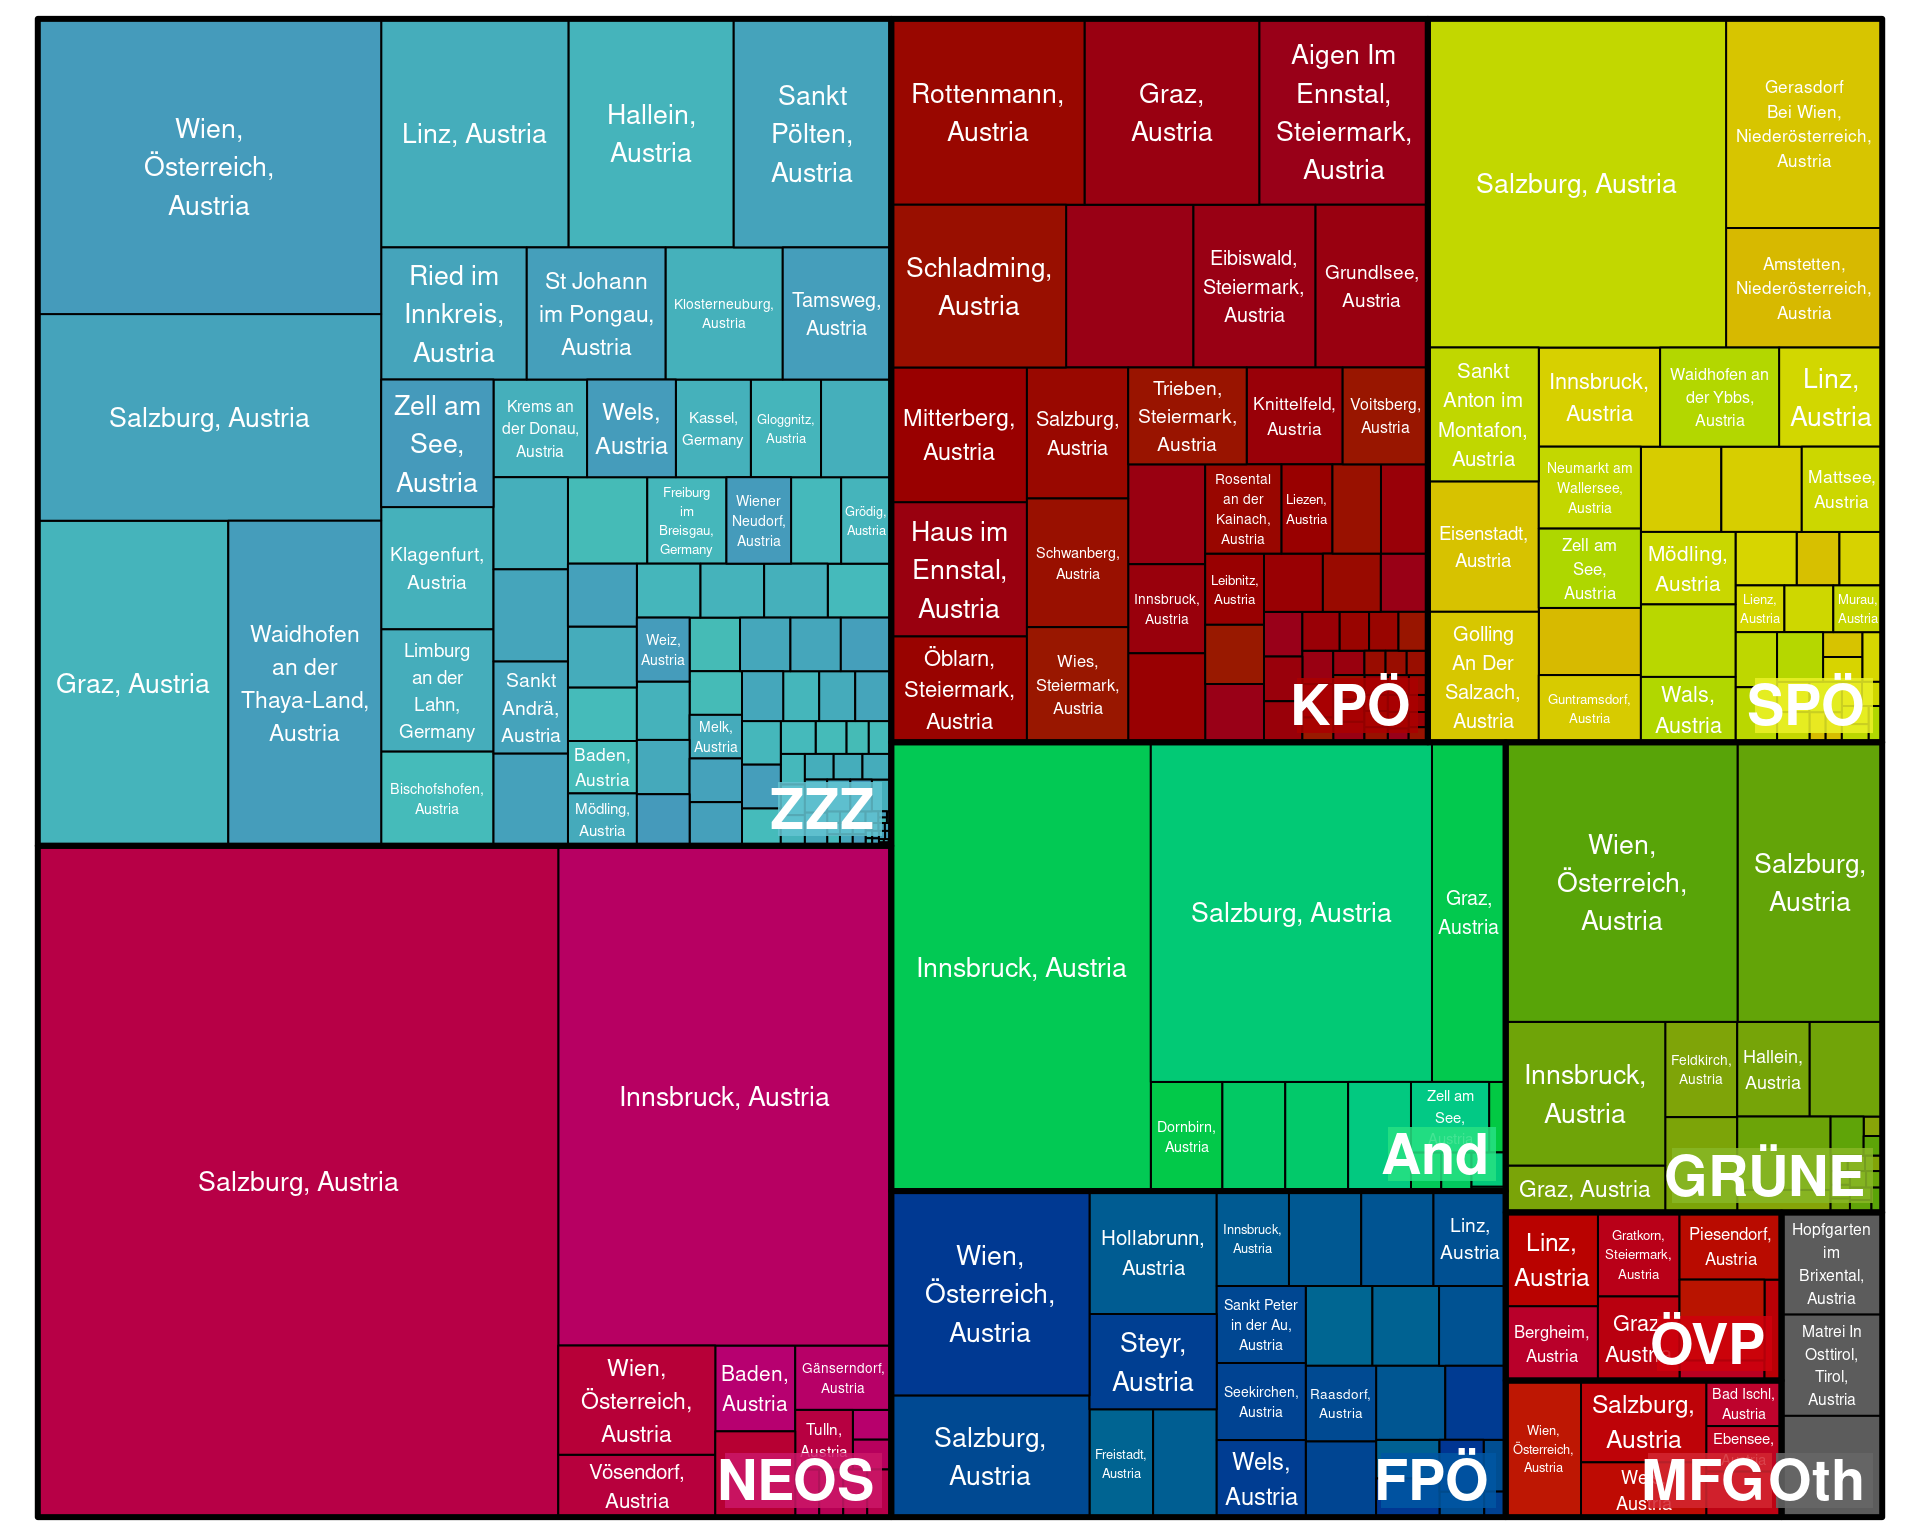 Wien,
Österreich,
Austria
Linz, Austria
Hallein,
Austria
Sankt
Pölten,
Austria
Salzburg, Austria
Graz, Austria
Waidhofen
an der
Thaya-Land,
Austria
Ried im
Innkreis,
Austria
St Johann
im Pongau,
Austria
Klosterneuburg,
Austria
Tamsweg,
Austria
Zell am
See,
Austria
Krems an
der Donau,
Austria
Wels,
Austria
Kassel,
Germany
Gloggnitz,
Austria
Klagenfurt,
Austria
Freiburg
im
Breisgau,
Germany
Wiener
Neudorf,
Austria
Grödig,
Austria
Limburg
an der
Lahn,
Germany
Sankt
Andrä,
Austria
Weiz,
Austria
Melk,
Austria
Bischofshofen,
Austria
Baden,
Austria
Mödling,
Austria
ZZZ
Rottenmann,
Austria
Graz,
Austria
Aigen Im
Ennstal,
Steiermark,
Austria
Schladming,
Austria
Eibiswald,
Steiermark,
Austria
Grundlsee,
Austria
Mitterberg,
Austria
Salzburg,
Austria
Trieben,
Steiermark,
Austria
Knittelfeld,
Austria
Voitsberg,
Austria
Haus im
Ennstal,
Austria
Schwanberg,
Austria
Rosental
an der
Kainach,
Austria
Liezen,
Austria
Innsbruck,
Austria
Leibnitz,
Austria
Öblarn,
Steiermark,
Austria
Wies,
Steiermark,
Austria
KPÖ
Salzburg, Austria
Gerasdorf
Bei Wien,
Niederösterreich,
Austria
Amstetten,
Niederösterreich,
Austria
Sankt
Anton im
Montafon,
Austria
Innsbruck,
Austria
Waidhofen an
der Ybbs,
Austria
Linz,
Austria
Eisenstadt,
Austria
Neumarkt am
Wallersee,
Austria
Mattsee,
Austria
Zell am
See,
Austria
Mödling,
Austria
Lienz,
Austria
Murau,
Austria
Golling
An Der
Salzach,
Austria
Guntramsdorf,
Austria
Wals,
Austria
SPÖ
Salzburg, Austria
Innsbruck, Austria
Wien,
Österreich,
Austria
Baden,
Austria
Gänserndorf,
Austria
Vösendorf,
Austria
Tulln,
Austria
NEOS
Innsbruck, Austria
Salzburg, Austria
Graz,
Austria
Dornbirn,
Austria
Zell am
See,
Austria
And
Wien,
Österreich,
Austria
Salzburg,
Austria
Innsbruck,
Austria
Feldkirch,
Austria
Hallein,
Austria
Graz, Austria
GRÜNE
Wien,
Österreich,
Austria
Hollabrunn,
Austria
Innsbruck,
Austria
Linz,
Austria
Steyr,
Austria
Sankt Peter
in der Au,
Austria
Salzburg,
Austria
Seekirchen,
Austria
Raasdorf,
Austria
Freistadt,
Austria
Wels,
Austria
FPÖ
Linz,
Austria
Gratkorn,
Steiermark,
Austria
Piesendorf,
Austria
Bergheim,
Austria
Graz
Austria
ÖVP
Wien,
Österreich,
Austria
Salzburg,
Austria
Bad Ischl,
Austria
Ebensee,
Austria
MFG
Hopfgarten
im
Brixental,
Austria
Matrei In
Osttirol,
Tirol,
Austria
Oth